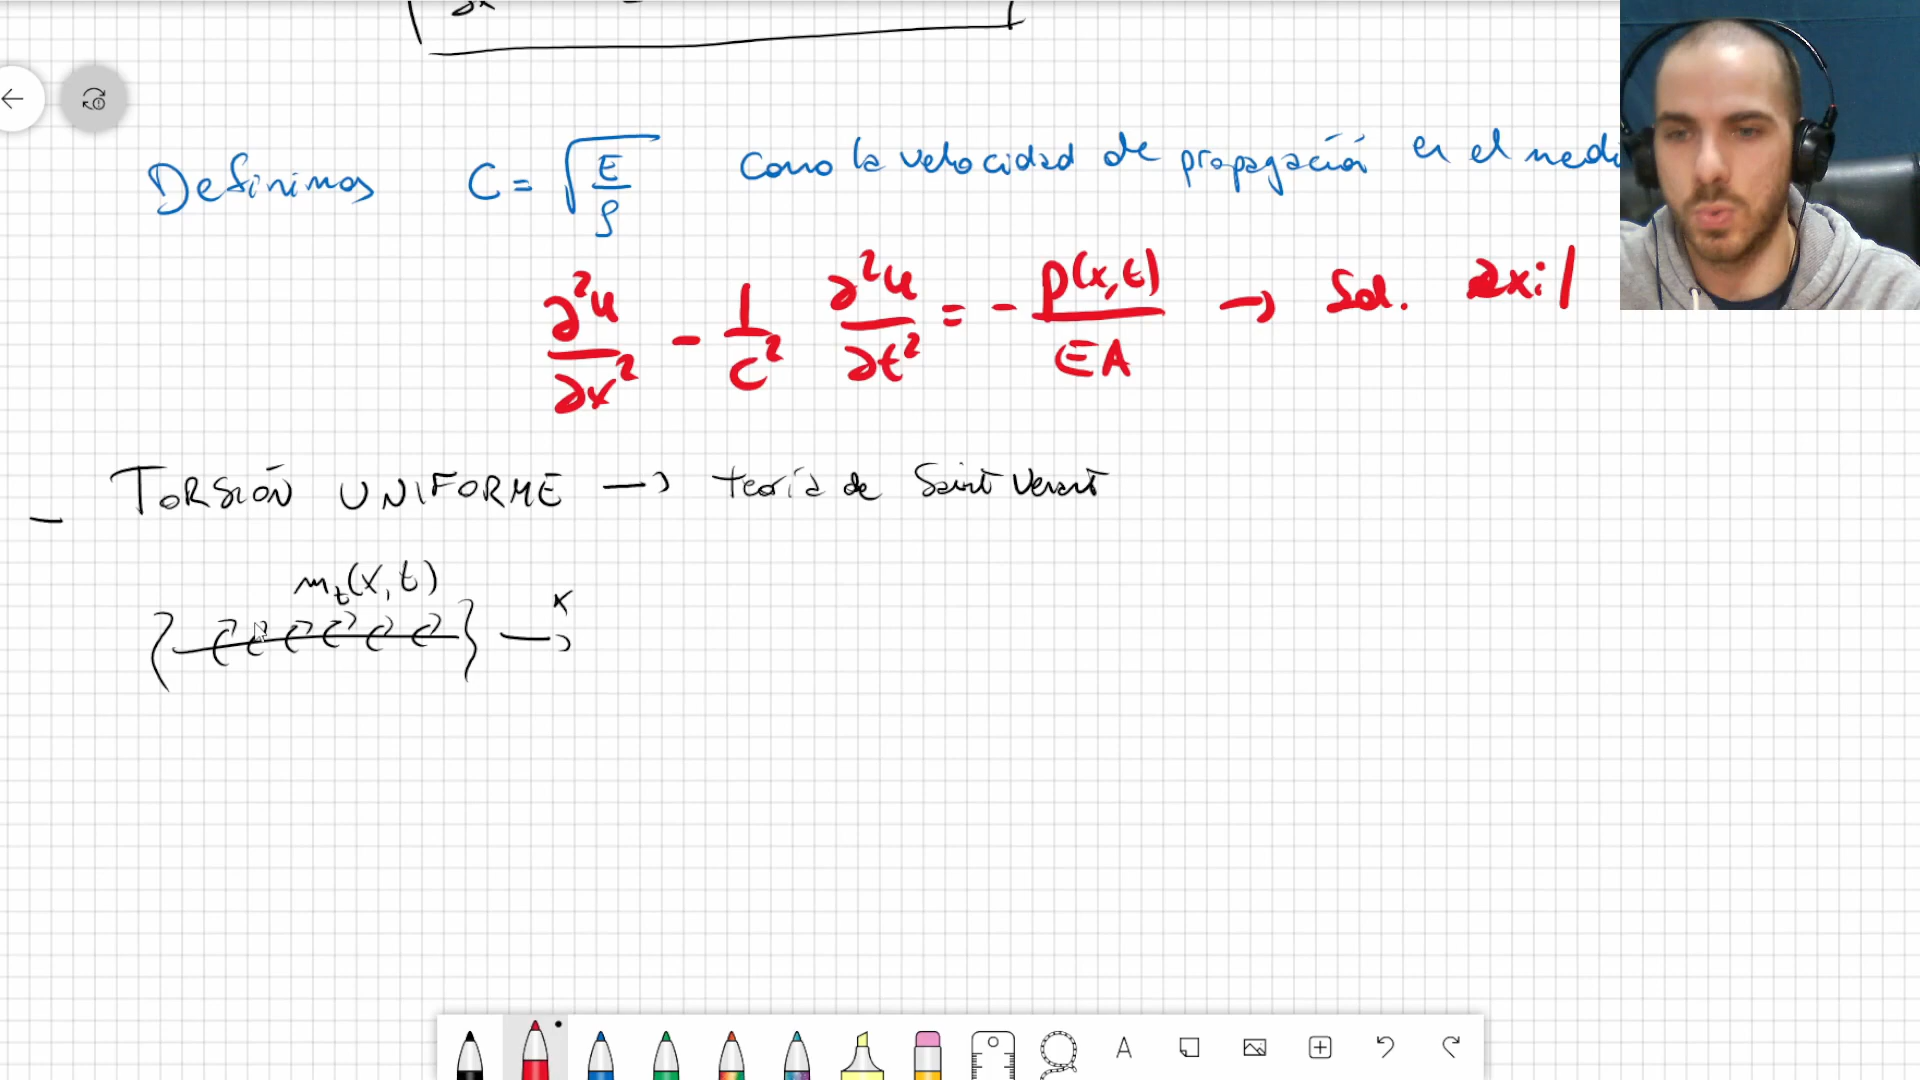 Definimos C = √(E/ρ) como la velocidad de propagación en el medi
∂²u/∂x² - 1/c² ∂²u/∂t² = - p(x,t)/EA → Sol. axil
- TORSIÓN UNIFORME → teoría de Saint Venant
m_t(x,t)
x
A